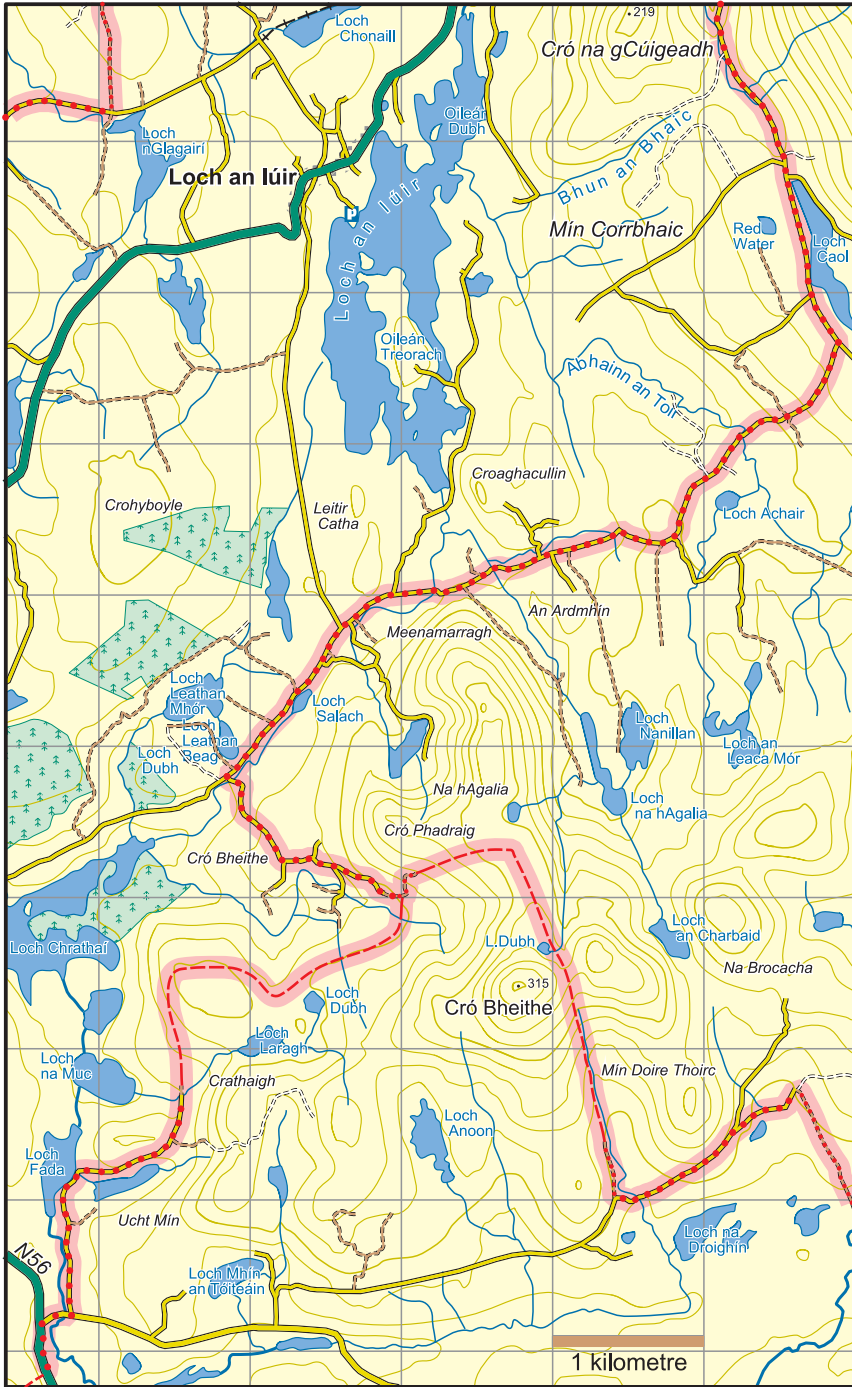 Loch
Chonaill
219
Cró na gCúigeadh
Oileán
Dubh
Loch
nGlagairí
Bhun an Bhaic
Loch an Iúir
P
Loch an Iúir
Mín Corrbhaic
Red
Water
Loch
Caol
Oileán
Treorach
Abhainn an Toir
Croaghacullin
Crohyboyle
Leitir
Catha
Loch Achair
An Ardmhín
Meenamarragh
Loch
Leathan
Mhór
Loch
Salach
Loch
Leathan
Beag
Loch
Dubh
Loch
Nanillan
Loch an
Leaca Mór
Na hAgalia
Loch
na hAgalia
Cró Phadraig
Cró Bheithe
Loch
an Charbaid
Loch Chrathaí
L.Dubh
Na Brocacha
315
Cró Bheithe
Loch
Dubh
Loch
Laragh
Loch
na Muc
Crathaigh
Mín Doire Thoirc
Loch
Anoon
Loch
Fada
Ucht Mín
Loch na
Droighín
N56
Loch Mhín
an Tóiteáin
1 kilometre